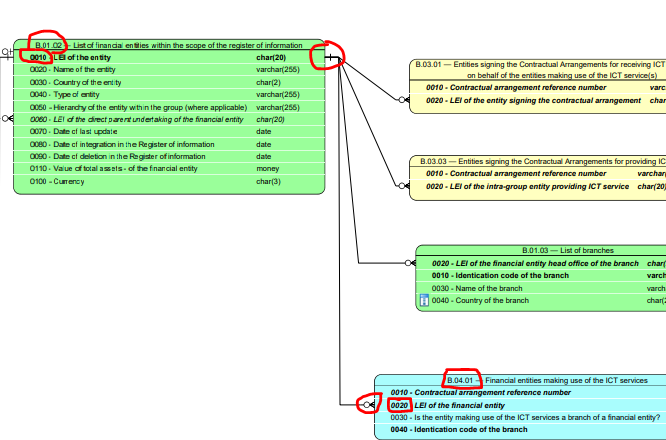 B.01.02 — List of financial entities within the scope of the register of information
0010 - LEI of the entity char(20)
0020 - Name of the entity varchar(255)
0030 - Country of the entity char(2)
0040 - Type of entity varchar(255)
0050 - Hierarchy of the entity within the group (where applicable) varchar(255)
0060 - LEI of the direct parent undertaking of the financial entity char(20)
0070 - Date of last update date
0080 - Date of integration in the Register of information date
0090 - Date of deletion in the Register of information date
0110 - Value of total assets - of the financial entity money
0100 - Currency char(3)
B.03.01 — Entities signing the Contractual Arrangements for receiving ICT
on behalf of the entities making use of the ICT service(s)
0010 - Contractual arrangement reference number varc
0020 - LEI of the entity signing the contractual arrangement char
B.03.03 — Entities signing the Contractual Arrangements for providing IC
0010 - Contractual arrangement reference number varchar(
0020 - LEI of the intra-group entity providing ICT service char(20)
B.01.03 — List of branches
0020 - LEI of the financial entity head office of the branch char(
0010 - Identication code of the branch varch
0030 - Name of the branch varch
0040 - Country of the branch char(2
B.04.01 — Financial entities making use of the ICT services
0010 - Contractual arrangement reference number
0020 - LEI of the financial entity
0030 - Is the entity making use of the ICT services a branch of a financial entity?
0040 - Identication code of the branch